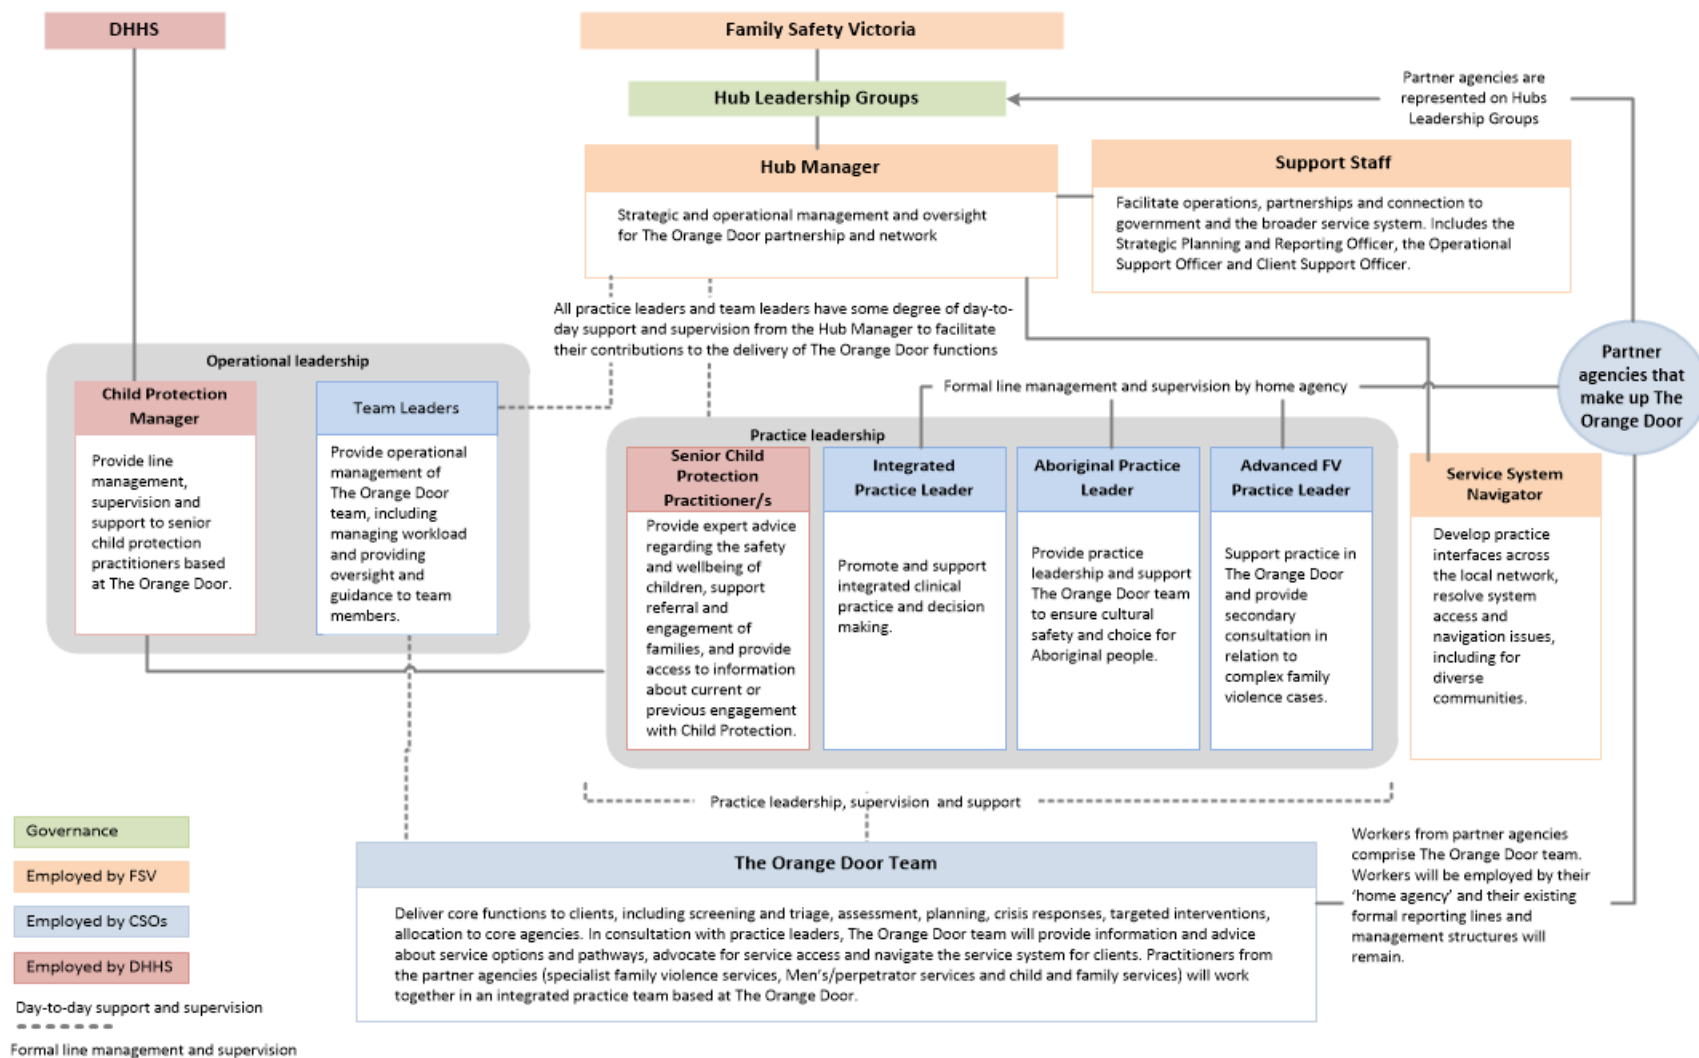 DHHS
Family Safety Victoria
Hub Leadership Groups
Partner agencies are
represented on Hubs
Leadership Groups
Hub Manager
Strategic and operational management and oversight
for The Orange Door partnership and network
Support Staff
Facilitate operations, partnerships and connection to
government and the broader service system. Includes the
Strategic Planning and Reporting Officer, the Operational
Support Officer and Client Support Officer.
All practice leaders and team leaders have some degree of day-to-
day support and supervision from the Hub Manager to facilitate
their contributions to the delivery of The Orange Door functions
Partner
agencies that
make up The
Orange Door
Operational leadership
Child Protection
Manager
Provide line
management,
supervision and
support to senior
child protection
practitioners based
at The Orange Door.
Team Leaders
Provide operational
management of
The Orange Door
team, including
managing workload
and providing
oversight and
guidance to team
members.
Formal line management and supervision by home agency
Practice leadership
Senior Child
Protection
Practitioner/s
Provide expert advice
regarding the safety
and wellbeing of
children, support
referral and
engagement of
families, and provide
access to information
about current or
previous engagement
with Child Protection.
Integrated
Practice Leader
Promote and support
integrated clinical
practice and decision
making.
Aboriginal Practice
Leader
Provide practice
leadership and support
The Orange Door team
to ensure cultural
safety and choice for
Aboriginal people.
Advanced FV
Practice Leader
Support practice in
The Orange Door
and provide
secondary
consultation in
relation to
complex family
violence cases.
Service System
Navigator
Develop practice
interfaces across
the local network,
resolve system
access and
navigation issues,
including for
diverse
communities.
Practice leadership, supervision and support
The Orange Door Team
Deliver core functions to clients, including screening and triage, assessment, planning, crisis responses, targeted interventions,
allocation to core agencies. In consultation with practice leaders, The Orange Door team will provide information and advice
about service options and pathways, advocate for service access and navigate the service system for clients. Practitioners from
the partner agencies (specialist family violence services, Men's/perpetrator services and child and family services) will work
together in an integrated practice team based at The Orange Door.
Workers from partner agencies
comprise The Orange Door team.
Workers will be employed by their
'home agency' and their existing
formal reporting lines and
management structures will
remain.
Governance
Employed by FSV
Employed by CSOs
Employed by DHHS
Day-to-day support and supervision
Formal line management and supervision